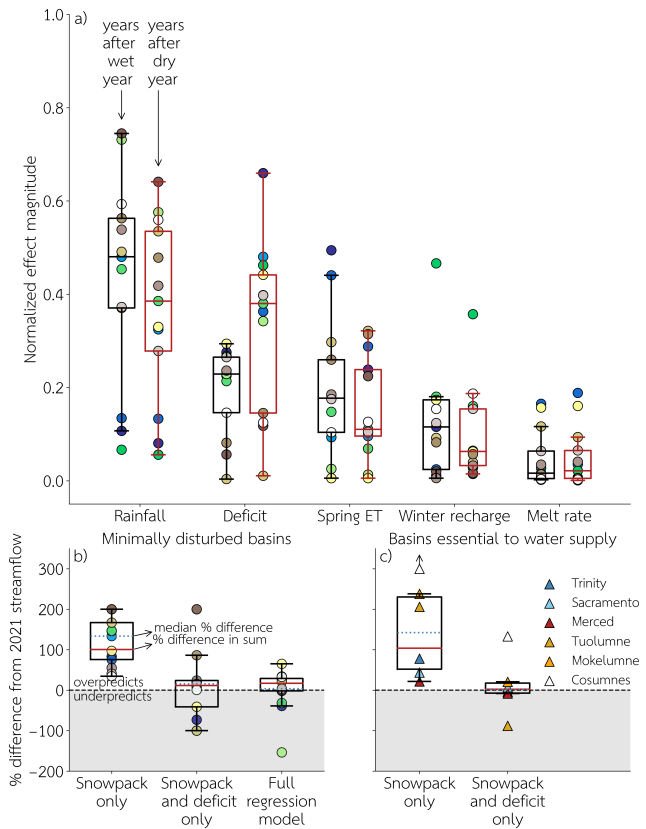 a)
years after wet year
years after dry year
Normalized effect magnitude
1.0
0.8
0.6
0.4
0.2
0.0
Rainfall
Deficit
Spring ET
Winter recharge
Melt rate
Minimally disturbed basins
b)
% difference from 2021 streamflow
300
200
100
0
−100
−200
median % difference
% difference in sum
overpredicts
underpredicts
Snowpack only
Snowpack and deficit only
Full regression model
Basins essential to water supply
c)
Trinity
Sacramento
Merced
Tuolumne
Mokelumne
Cosumnes
Snowpack only
Snowpack and deficit only